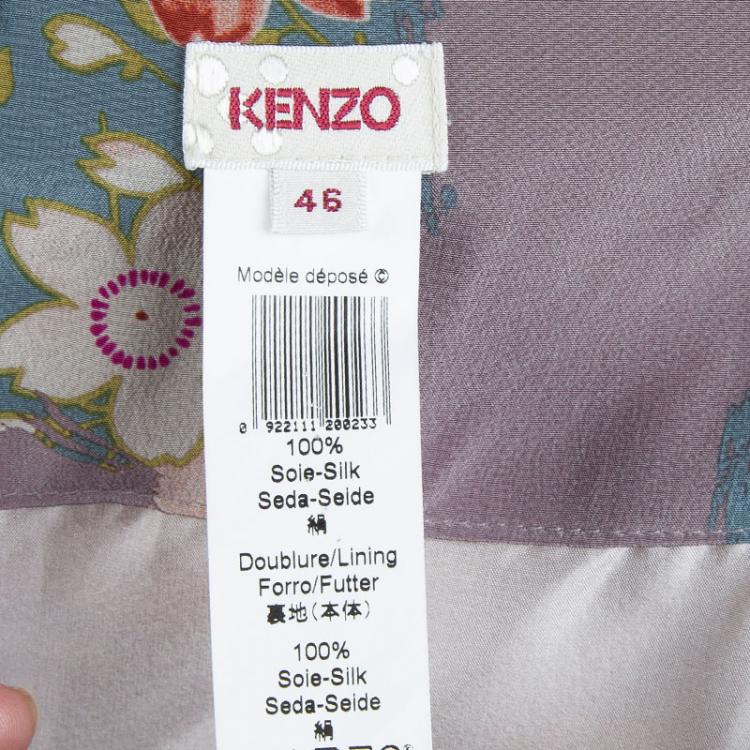 KENZO
46
Modèle déposé ©
0 922111 200233
100%
Soie-Silk
Seda-Seide
絹
Doublure/Lining
Forro/Futter
裏地(本体)
100%
Soie-Silk
Seda-Seide
絹